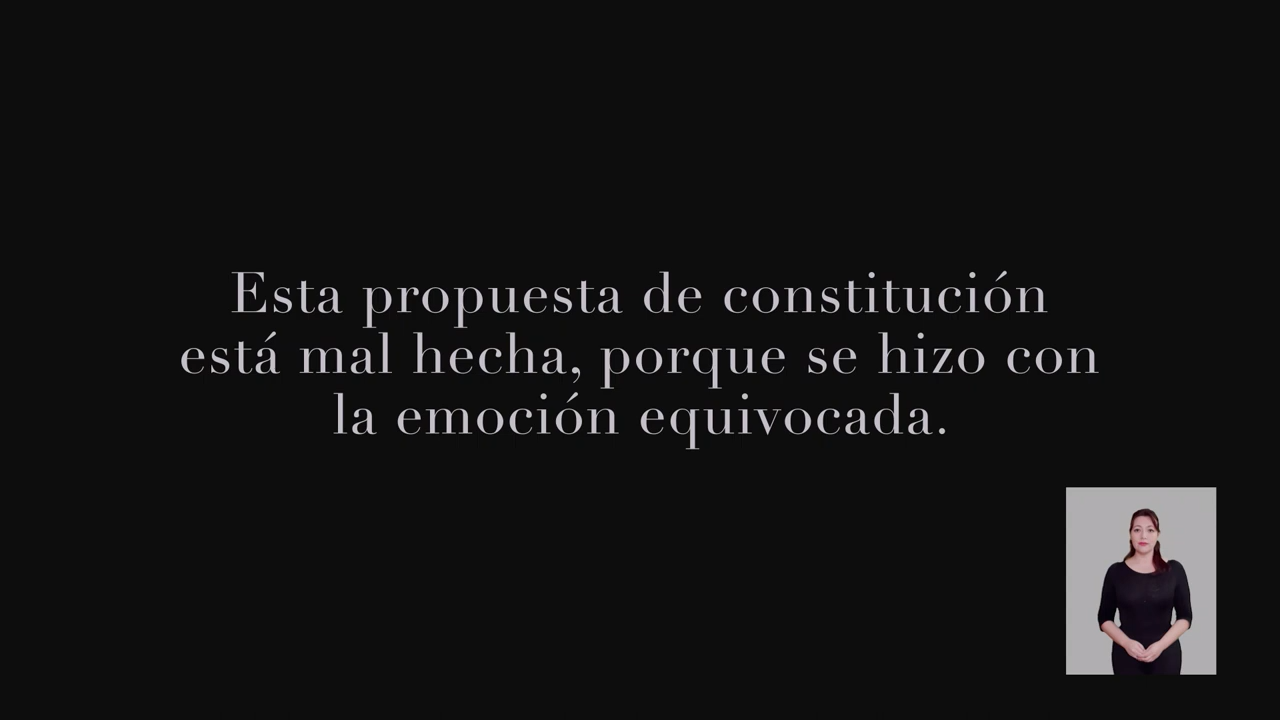 Esta propuesta de constitución
está mal hecha, porque se hizo con
la emoción equivocada.